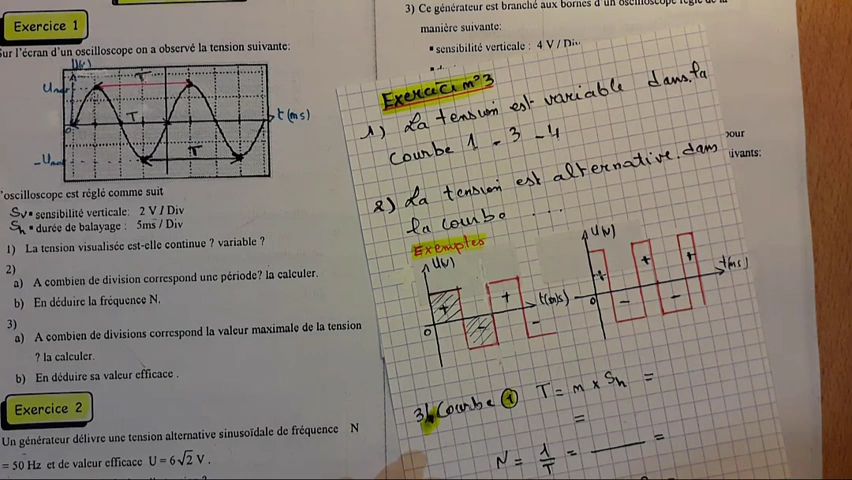 Exercice 1
Sur l'écran d'un oscilloscope on a observé la tension suivante:
T
T
T
t(ms)
0
l'oscilloscope est réglé comme suit
Sv sensibilité verticale: 2 V / Div
Sh durée de balayage : 5ms / Div
1) La tension visualisée est-elle continue ? variable ?
2)
a) A combien de division correspond une période? la calculer.
b) En déduire la fréquence N.
3)
a) A combien de divisions correspond la valeur maximale de la tension
? la calculer.
b) En déduire sa valeur efficace .
Exercice 2
Un générateur délivre une tension alternative sinusoïdale de fréquence N
= 50 Hz et de valeur efficace U = 6√2 V .
3) Ce générateur est branché aux bornes d'un oscilloscope réglé de la
manière suivante:
▪ sensibilité verticale : 4 V / Div
pour
uivants:
Exercice n°3
1) La tension est variable dans la
courbe 1 - 3 - 4
2) La tension est alternative dans
la courbe ...
Exemples
U(V)
+
-
+
-
0
t(ms)
U(V)
+
-
+
-
+
0
t(ms)
3/ Courbe 1 T = n x Sh =
=
N = 1/T = ___ =